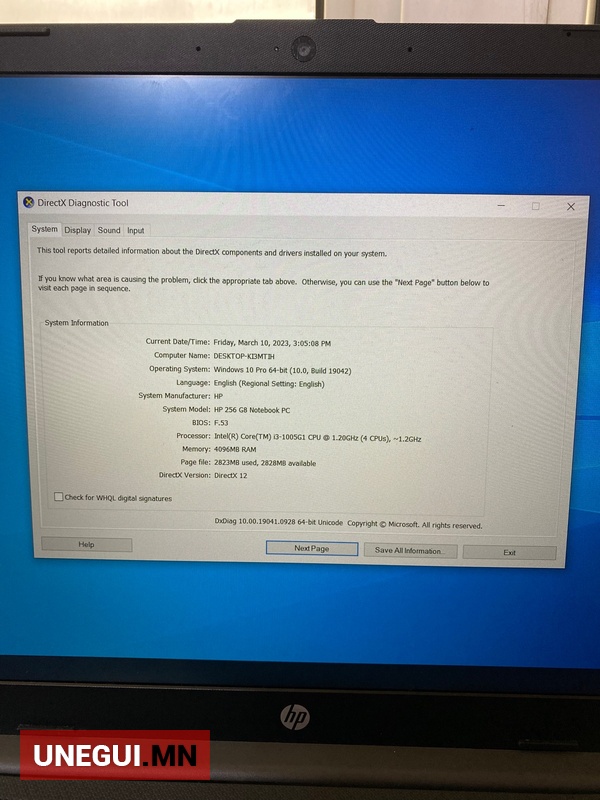 DirectX Diagnostic Tool
System Display Sound Input
This tool reports detailed information about the DirectX components and drivers installed on your system.
If you know what area is causing the problem, click the appropriate tab above. Otherwise, you can use the "Next Page" button below to
visit each page in sequence.
System Information
Current Date/Time: Friday, March 10, 2023, 3:05:08 PM
Computer Name: DESKTOP-KI3MTIH
Operating System: Windows 10 Pro 64-bit (10.0, Build 19042)
Language: English (Regional Setting: English)
System Manufacturer: HP
System Model: HP 256 G8 Notebook PC
BIOS: F.53
Processor: Intel(R) Core(TM) i3-1005G1 CPU @ 1.20GHz (4 CPUs), ~1.2GHz
Memory: 4096MB RAM
Page file: 2823MB used, 2828MB available
DirectX Version: DirectX 12
Check for WHQL digital signatures
DxDiag 10.00.19041.0928 64-bit Unicode Copyright © Microsoft. All rights reserved.
Help Next Page Save All Information... Exit
hp
UNEGUI.MN